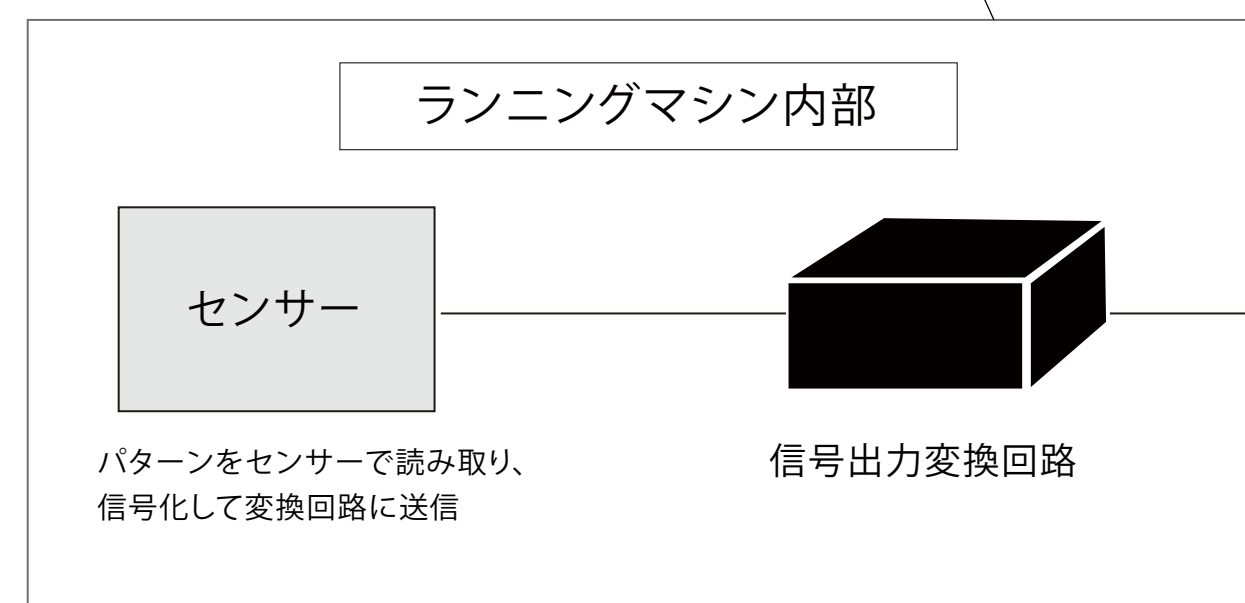 ランニングマシン内部
センサー
パターンをセンサーで読み取り、
信号化して変換回路に送信
信号出力変換回路